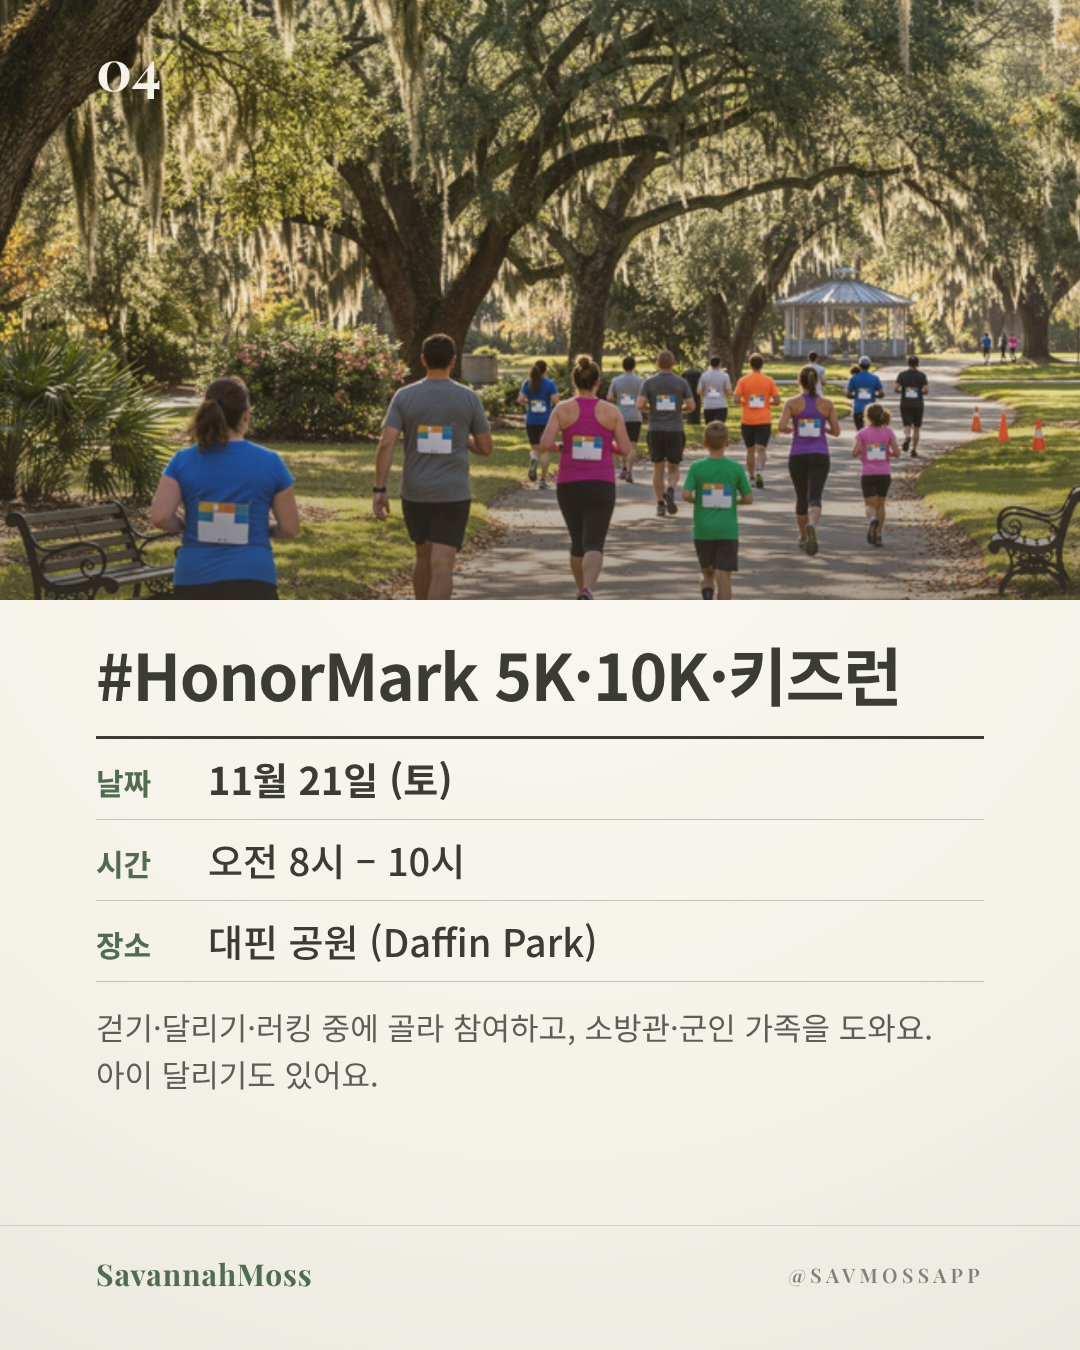 04
#HonorMark 5K·10K·키즈런
날짜 11월 21일 (토)
시간 오전 8시 – 10시
장소 대핀 공원 (Daffin Park)
걷기·달리기·러킹 중에 골라 참여하고, 소방관·군인 가족을 도와요.
아이 달리기도 있어요.
SavannahMoss
@SAVMOSSAPP